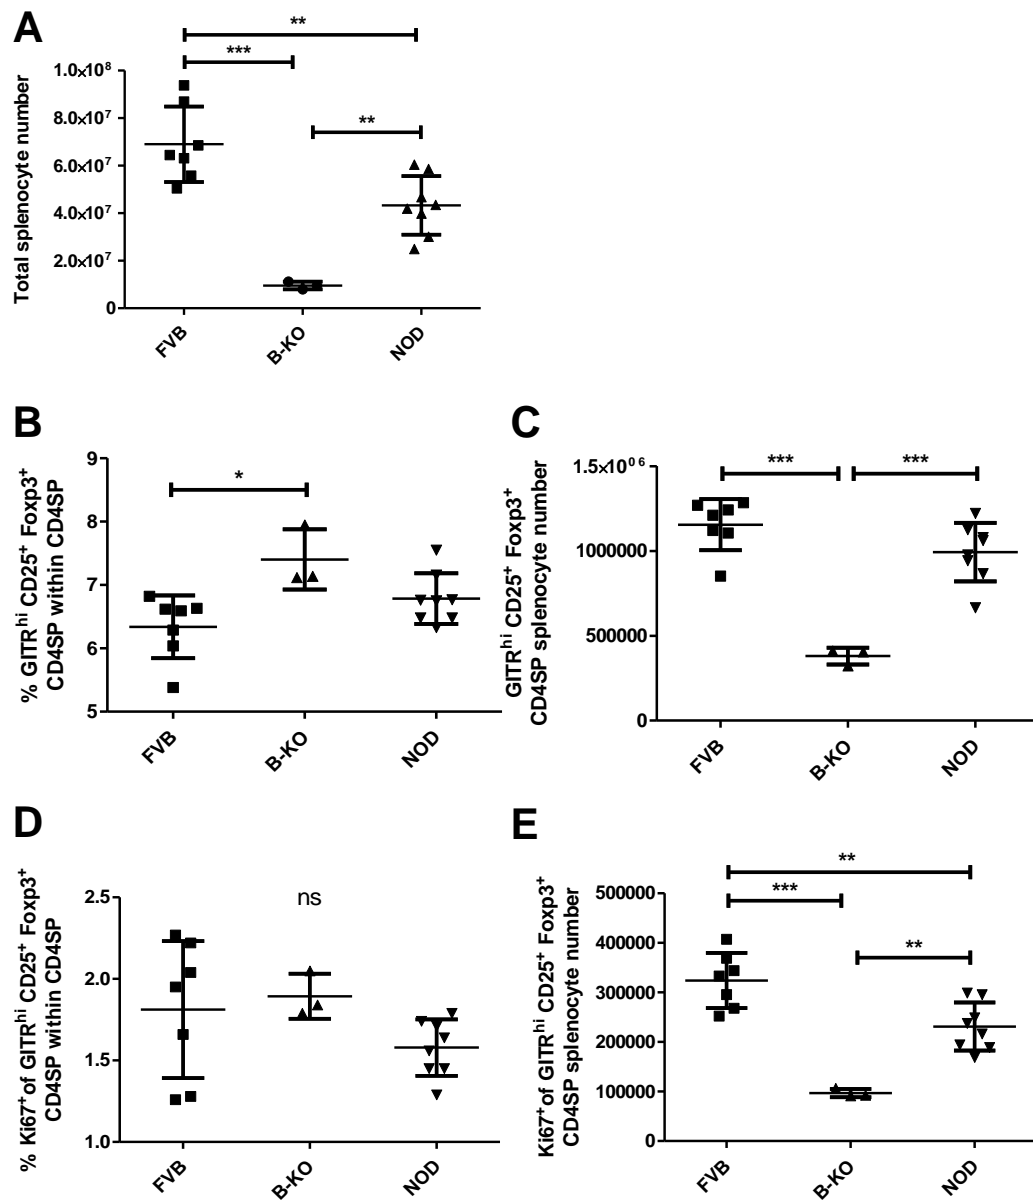 A
**
***
**
Total splenocyte number
1.0×10⁸
8.0×10⁷
6.0×10⁷
4.0×10⁷
2.0×10⁷
0
FVB
B-KO
NOD
B
*
% GITRʰⁱ CD25⁺ Foxp3⁺
CD4SP within CD4SP
9
8
7
6
5
FVB
B-KO
NOD
C
***
***
GITRʰⁱ CD25⁺ Foxp3⁺
CD4SP splenocyte number
1.5×10⁰⁶
1000000
500000
0
FVB
B-KO
NOD
D
ns
% Ki67⁺of GITRʰⁱ CD25⁺ Foxp3⁺
CD4SP within CD4SP
2.5
2.0
1.5
1.0
FVB
B-KO
NOD
E
**
***
**
Ki67⁺of GITRʰⁱ CD25⁺ Foxp3⁺
CD4SP splenocyte number
500000
400000
300000
200000
100000
0
FVB
B-KO
NOD